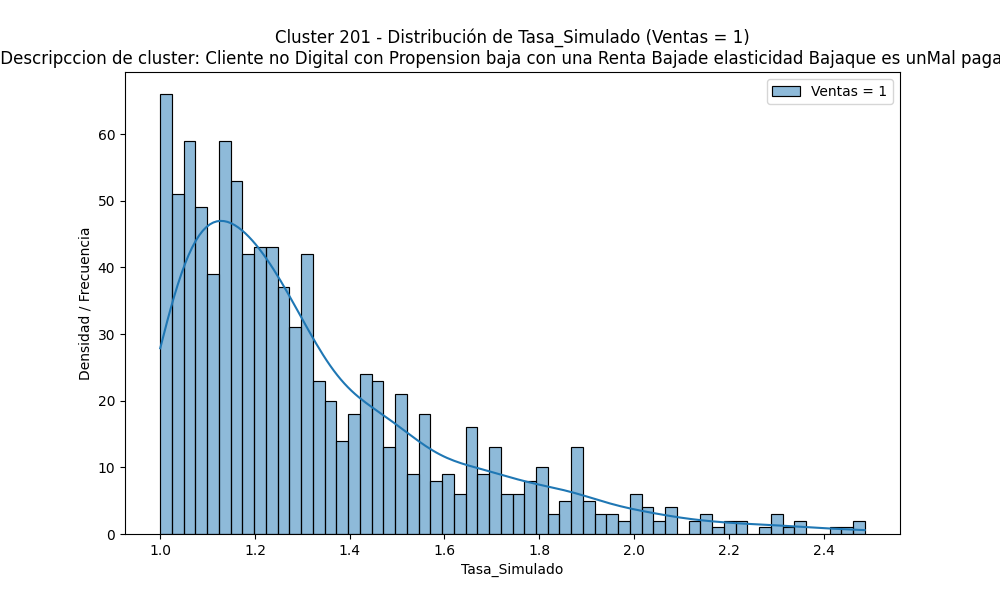 Cluster 201 - Distribución de Tasa_Simulado (Ventas = 1)
Descripccion de cluster: Cliente no Digital con Propension baja con una Renta Bajade elasticidad Bajaque es unMal paga
Ventas = 1
Densidad / Frecuencia
60
50
40
30
20
10
0
1.0 1.2 1.4 1.6 1.8 2.0 2.2 2.4
Tasa_Simulado